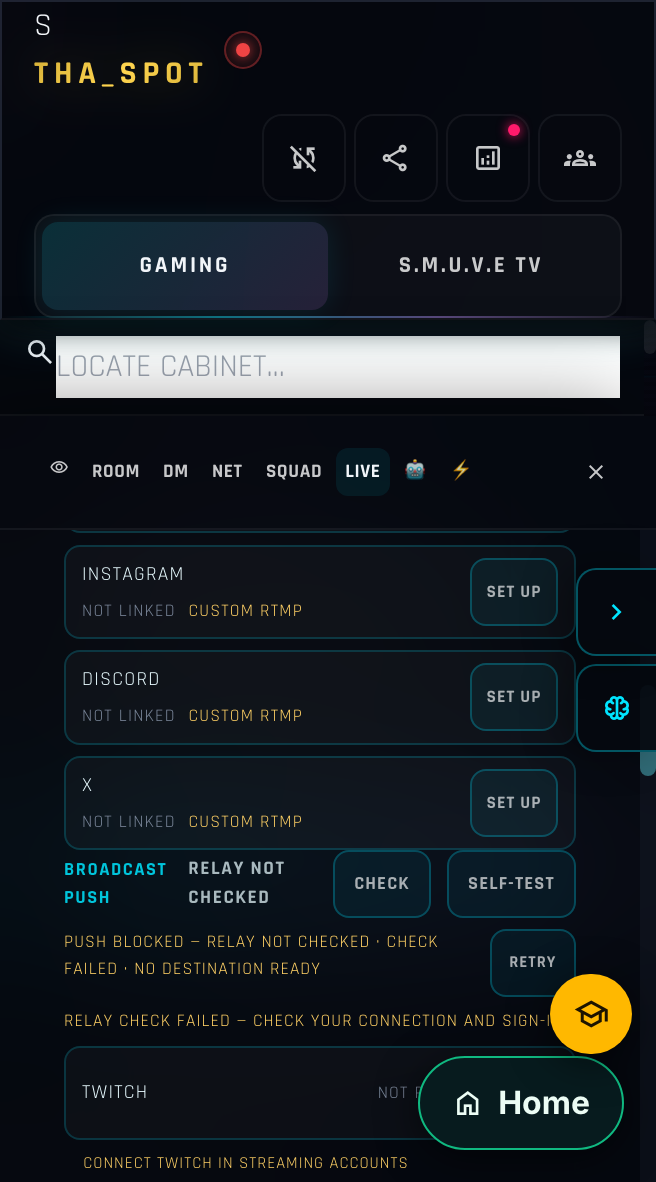 S
THA_SPOT
GAMING
S.M.U.V.E TV
LOCATE CABINET...
ROOM DM NET SQUAD LIVE
INSTAGRAM
NOT LINKED CUSTOM RTMP
SET UP
DISCORD
NOT LINKED CUSTOM RTMP
SET UP
X
NOT LINKED CUSTOM RTMP
SET UP
BROADCAST
PUSH
RELAY NOT
CHECKED
CHECK
SELF-TEST
PUSH BLOCKED — RELAY NOT CHECKED · CHECK
FAILED · NO DESTINATION READY
RETRY
RELAY CHECK FAILED — CHECK YOUR CONNECTION AND SIGN-
TWITCH
NOT
Home
CONNECT TWITCH IN STREAMING ACCOUNTS